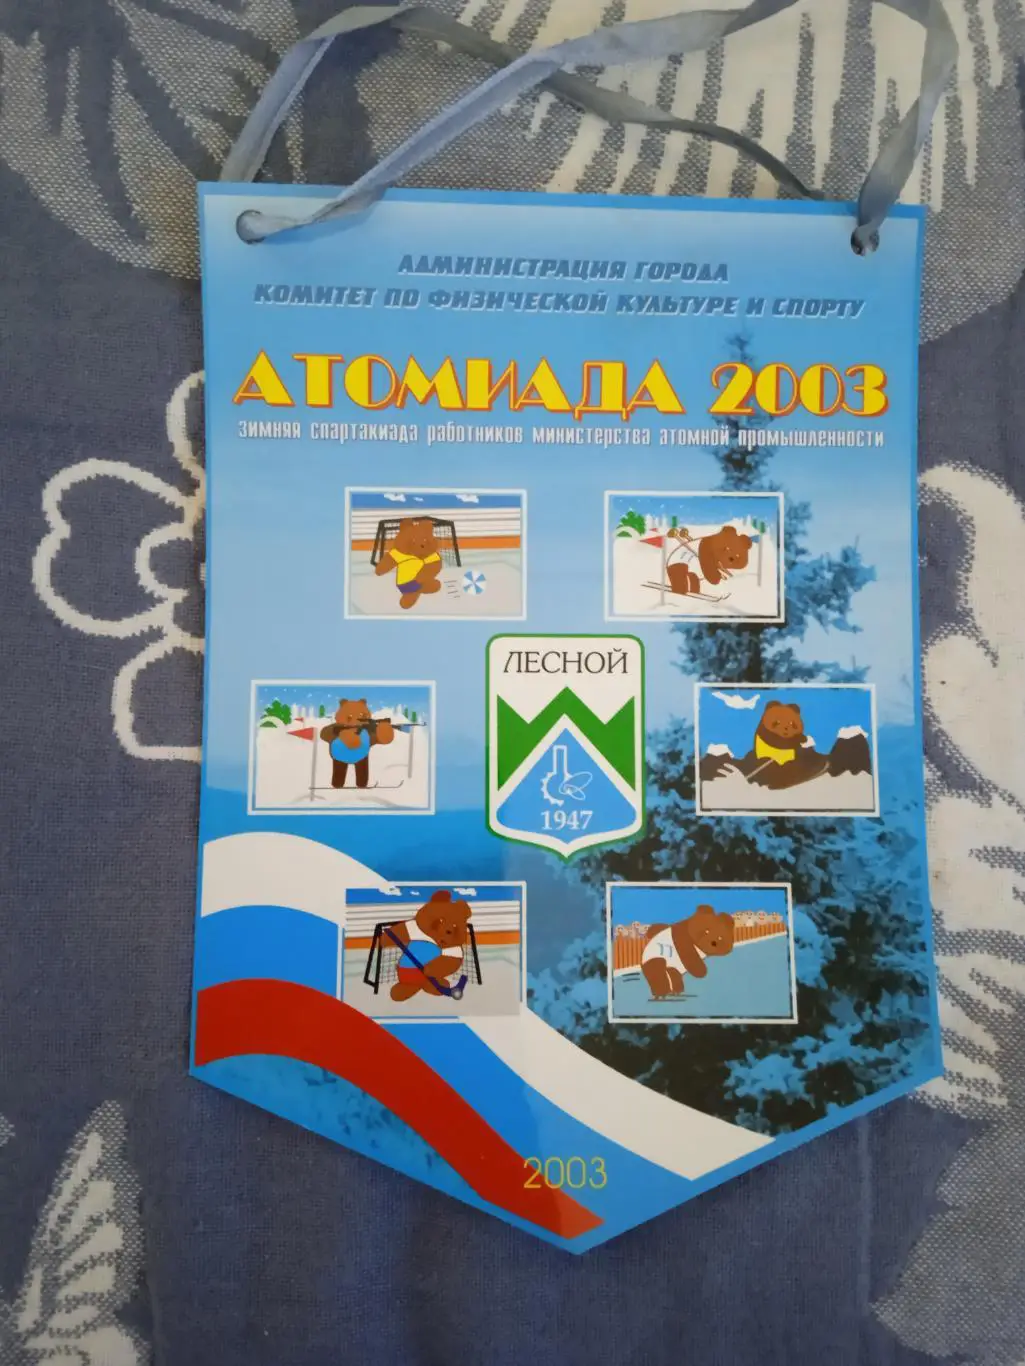 АДМИНИСТРАЦИЯ ГОРОДА
КОМИТЕТ ПО ФИЗИЧЕСКОЙ КУЛЬТУРЕ И СПОРТУ
АТОМИАДА 2003
ЗИМНЯЯ СПАРТАКИАДА РАБОТНИКОВ МИНИСТЕРСТВА АТОМНОЙ ПРОМЫШЛЕННОСТИ
ЛЕСНОЙ
1947
2003